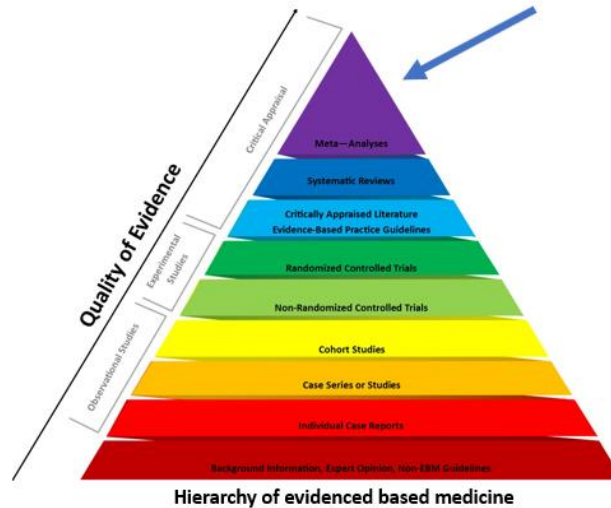 Quality of Evidence
Critical Appraisal
Experimental
Studies
Observational Studies
Meta—Analyses
Systematic Reviews
Critically Appraised Literature
Evidence-Based Practice Guidelines
Randomized Controlled Trials
Non-Randomized Controlled Trials
Cohort Studies
Case Series or Studies
Individual Case Reports
Background Information, Expert Opinion, Non-EBM Guidelines
Hierarchy of evidenced based medicine